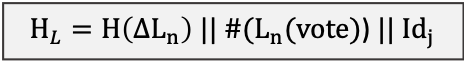 H_L = H(ΔL_n) || #(L_n(vote)) || Id_j